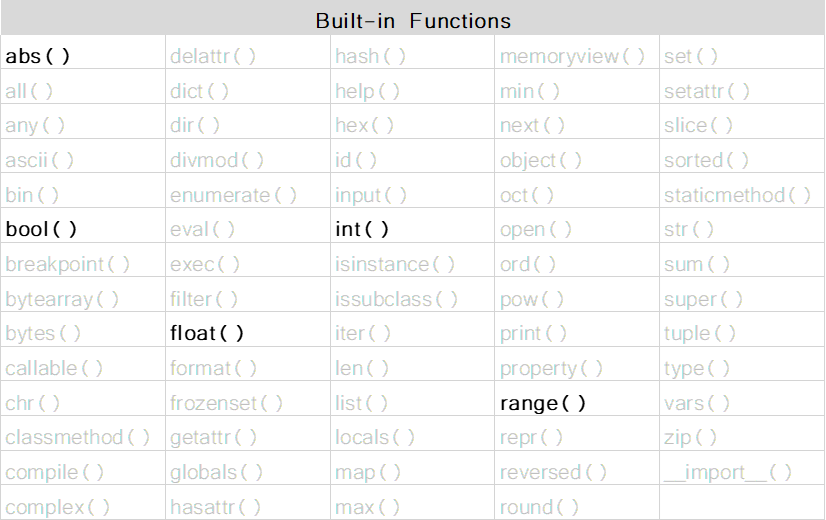 Built-in Functions
abs() delattr() hash() memoryview() set()
all() dict() help() min() setattr()
any() dir() hex() next() slice()
ascii() divmod() id() object() sorted()
bin() enumerate() input() oct() staticmethod()
bool() eval() int() open() str()
breakpoint() exec() isinstance() ord() sum()
bytearray() filter() issubclass() pow() super()
bytes() float() iter() print() tuple()
callable() format() len() property() type()
chr() frozenset() list() range() vars()
classmethod() getattr() locals() repr() zip()
compile() globals() map() reversed() __import__()
complex() hasattr() max() round()